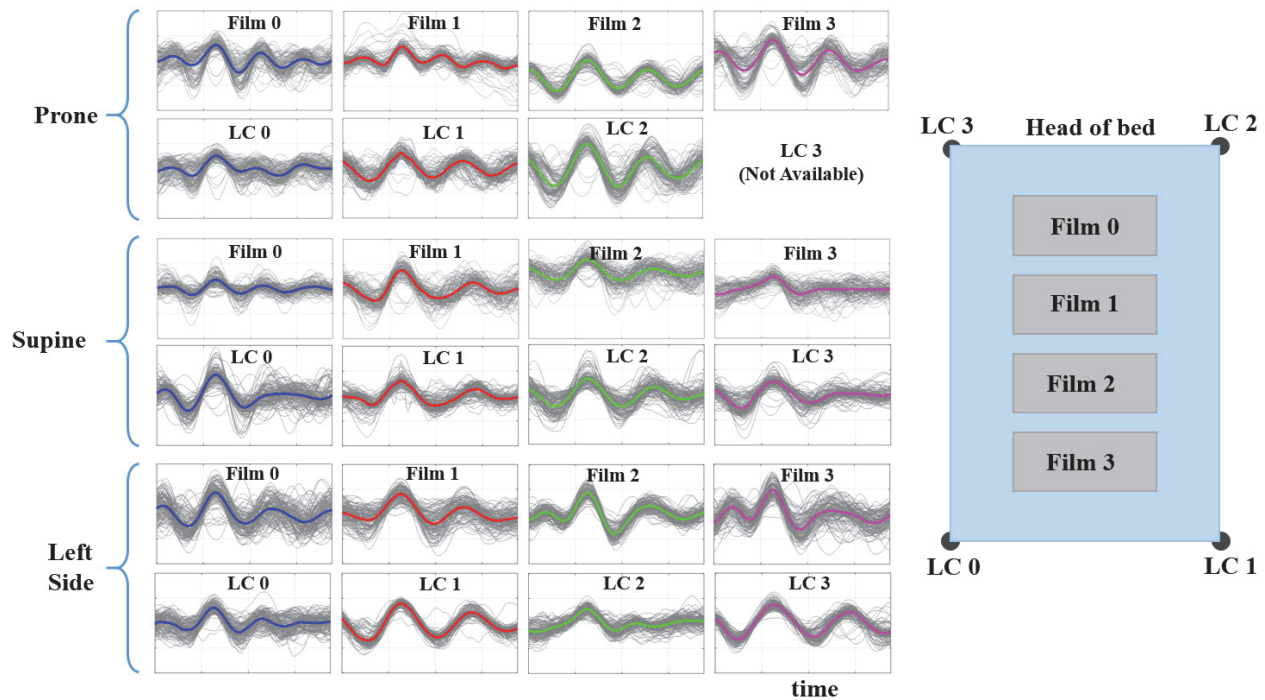 Prone
Film 0
Film 1
Film 2
Film 3
LC 0
LC 1
LC 2
LC 3
(Not Available)
Supine
Film 0
Film 1
Film 2
Film 3
LC 0
LC 1
LC 2
LC 3
Left
Side
Film 0
Film 1
Film 2
Film 3
LC 0
LC 1
LC 2
LC 3
time
LC 3
Head of bed
LC 2
Film 0
Film 1
Film 2
Film 3
LC 0
LC 1